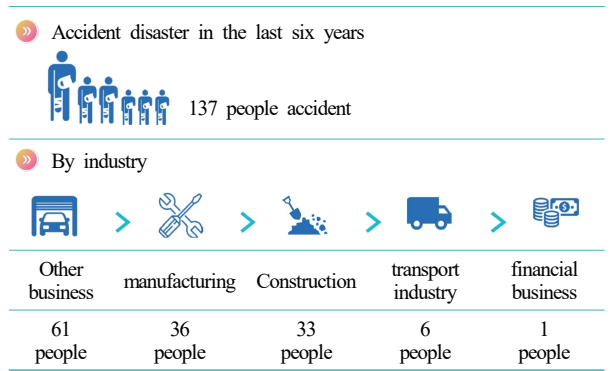 Accident disaster in the last six years
137 people accident
By industry
Other business
manufacturing
Construction
transport industry
financial business
61 people
36 people
33 people
6 people
1 people